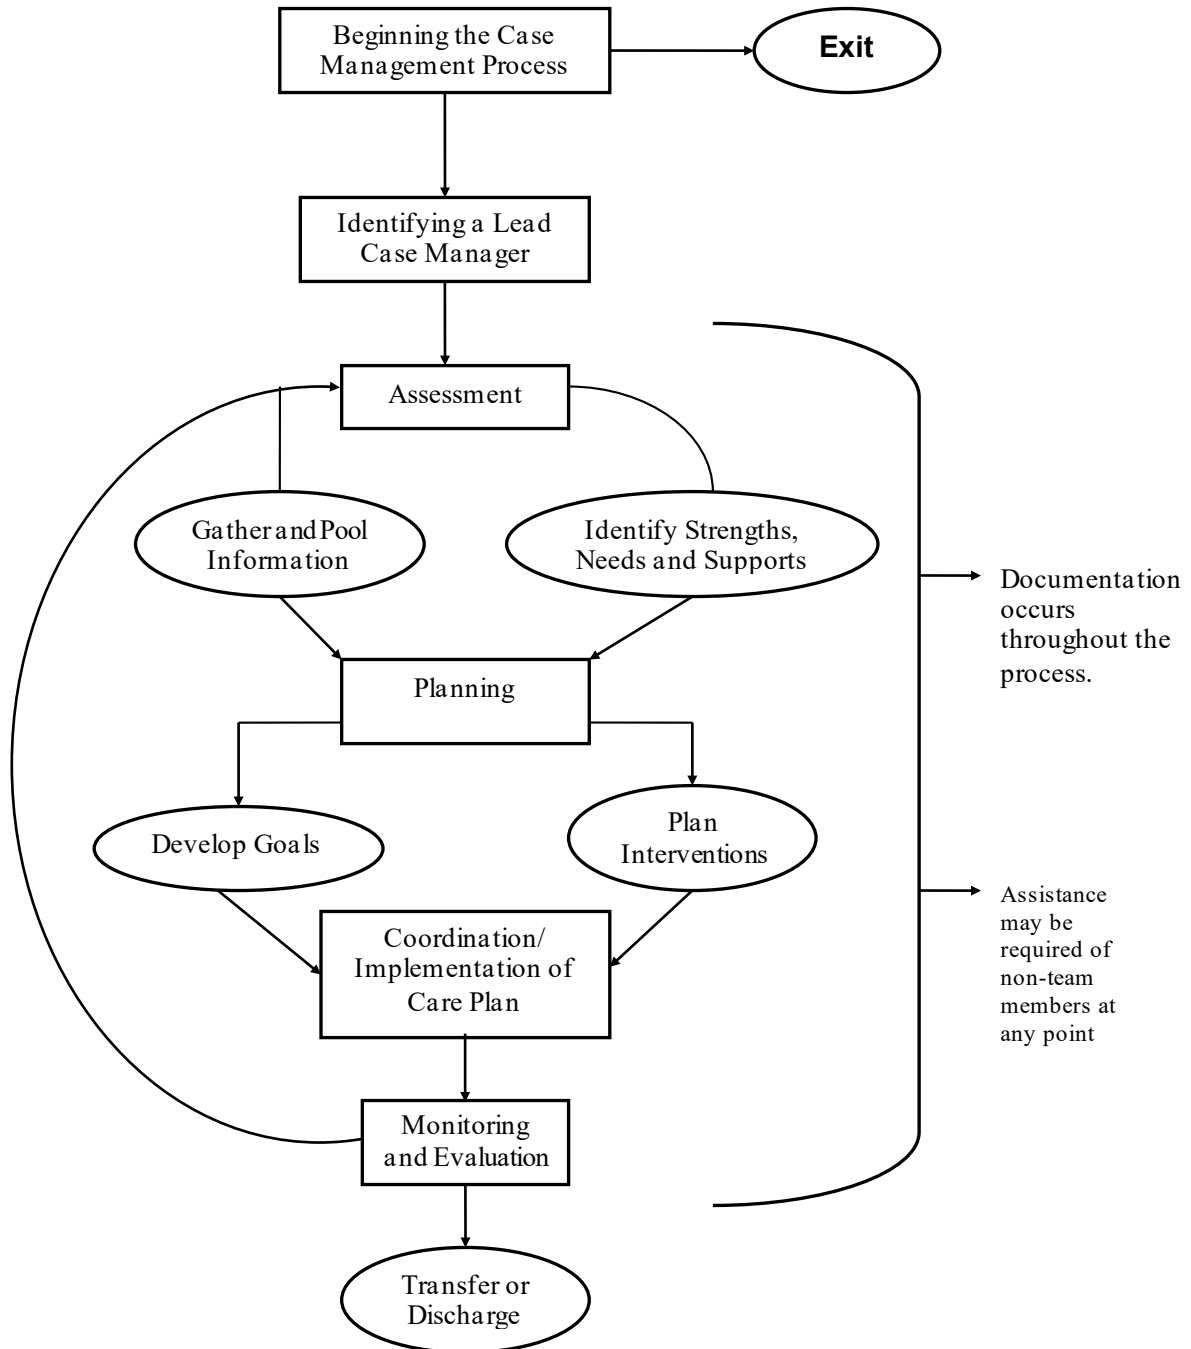 Beginning the Case
Management Process
Exit
Identifying a Lead
Case Manager
Assessment
Gather and Pool
Information
Identify Strengths,
Needs and Supports
Documentation
occurs
throughout the
process.
Planning
Develop Goals
Plan
Interventions
Coordination/
Implementation of
Care Plan
Assistance
may be
required of
non-team
members at
any point
Monitoring
and Evaluation
Transfer or
Discharge